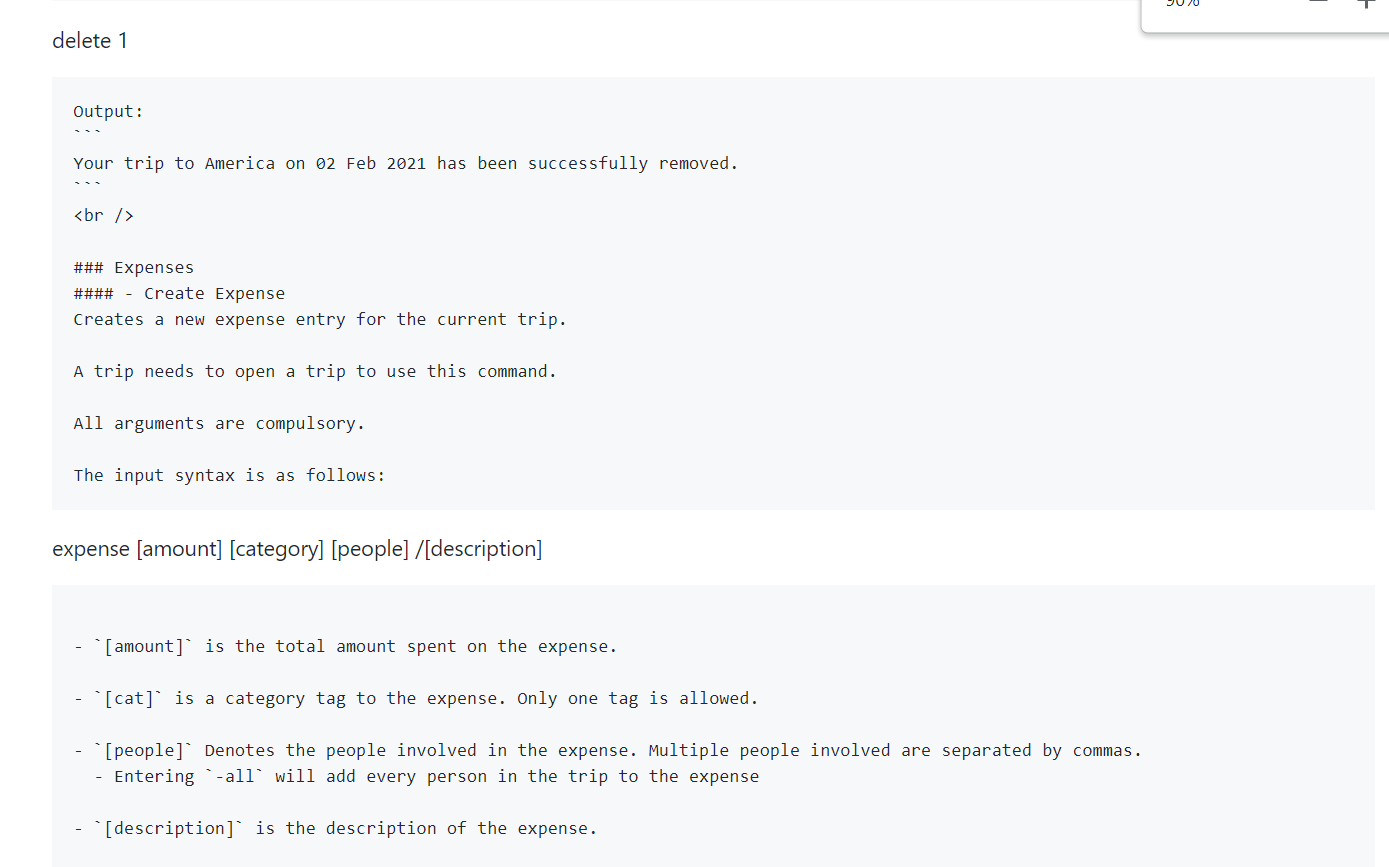 90%
delete 1
Output:
```
Your trip to America on 02 Feb 2021 has been successfully removed.
```
<br />
### Expenses
#### - Create Expense
Creates a new expense entry for the current trip.
A trip needs to open a trip to use this command.
All arguments are compulsory.
The input syntax is as follows:
expense [amount] [category] [people] /[description]
- `[amount]` is the total amount spent on the expense.
- `[cat]` is a category tag to the expense. Only one tag is allowed.
- `[people]` Denotes the people involved in the expense. Multiple people involved are separated by commas.
- Entering `-all` will add every person in the trip to the expense
- `[description]` is the description of the expense.